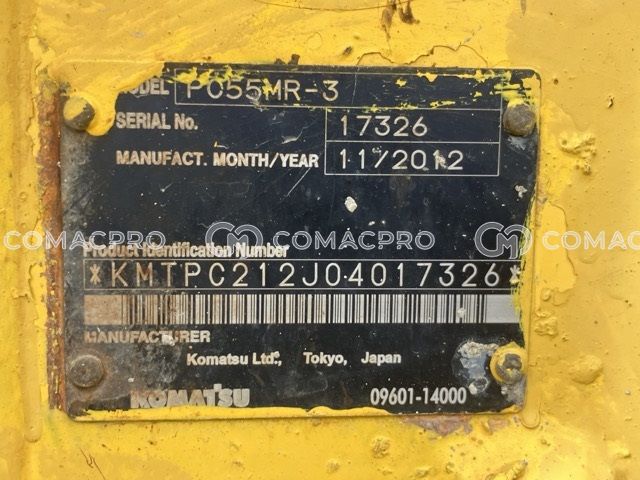 MODEL PC55MR-3
SERIAL No. 17326
MANUFACT. MONTH/YEAR 11/2012
COMACPRO COMACPRO
Product Identification Number
*KMTPC212J04017326*
MANUFACTURER
Komatsu Ltd., Tokyo, Japan
KOMATSU 09601-14000